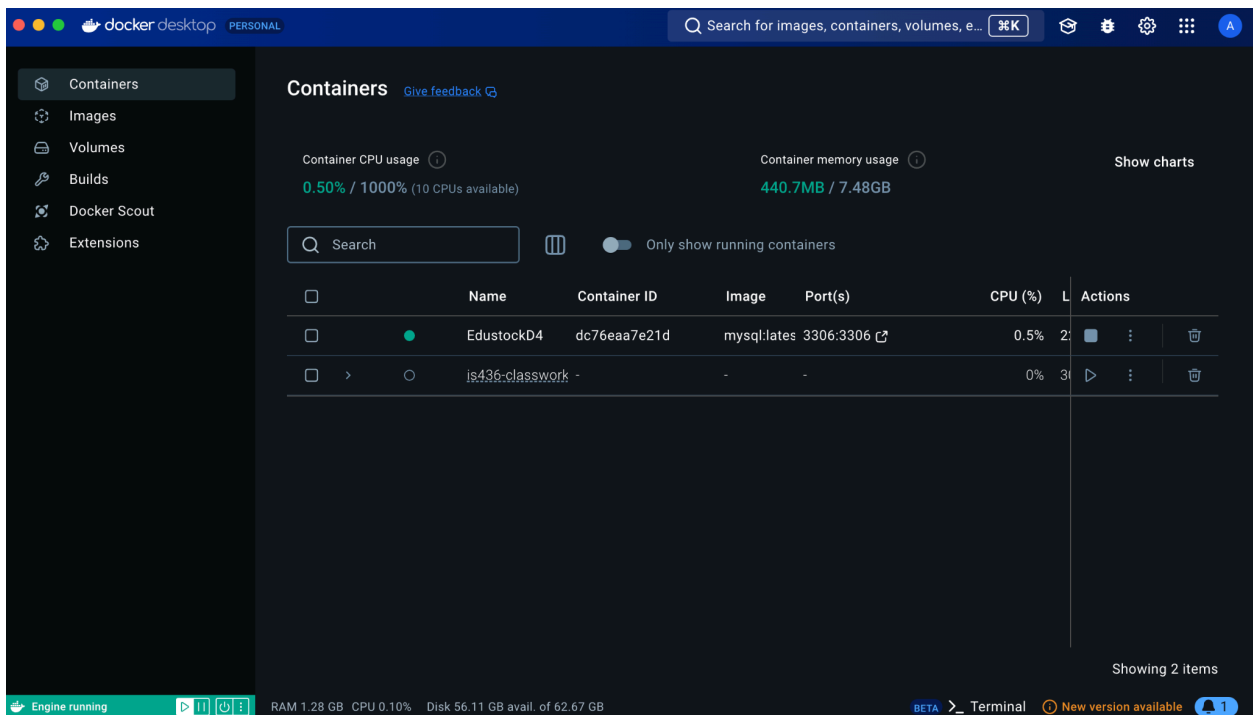 docker desktop PERSONAL
Search for images, containers, volumes, e... ⌘K
A
Containers
Images
Volumes
Builds
Docker Scout
Extensions
Containers Give feedback
Container CPU usage
0.50% / 1000% (10 CPUs available)
Container memory usage
440.7MB / 7.48GB
Show charts
Search
Only show running containers
Name Container ID Image Port(s) CPU (%) L Actions
EdustockD4 dc76eaa7e21d mysql:lates 3306:3306 0.5%
is436-classwork - - - 0%
Showing 2 items
Engine running
RAM 1.28 GB CPU 0.10% Disk 56.11 GB avail. of 62.67 GB
BETA Terminal New version available 1